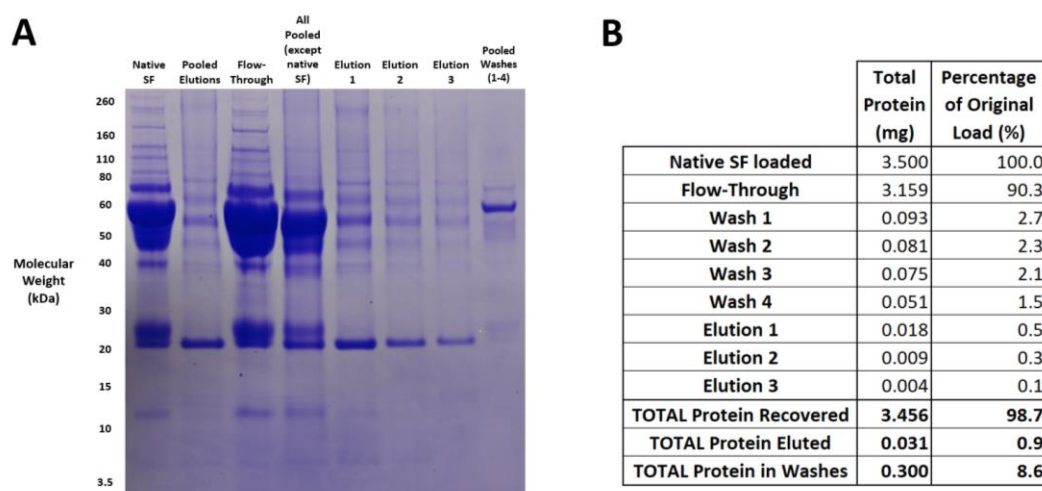 A
Native
SF
Pooled
Elutions
Flow-
Through
All
Pooled
(except
native
SF)
Elution
1
Elution
2
Elution
3
Pooled
Washes
(1-4)
Molecular
Weight
(kDa)
260
160
110
80
60
50
40
30
20
15
10
3.5
B
Total Protein (mg) Percentage of Original Load (%)
Native SF loaded 3.500 100.0
Flow-Through 3.159 90.3
Wash 1 0.093 2.7
Wash 2 0.081 2.3
Wash 3 0.075 2.1
Wash 4 0.051 1.5
Elution 1 0.018 0.5
Elution 2 0.009 0.3
Elution 3 0.004 0.1
TOTAL Protein Recovered 3.456 98.7
TOTAL Protein Eluted 0.031 0.9
TOTAL Protein in Washes 0.300 8.6